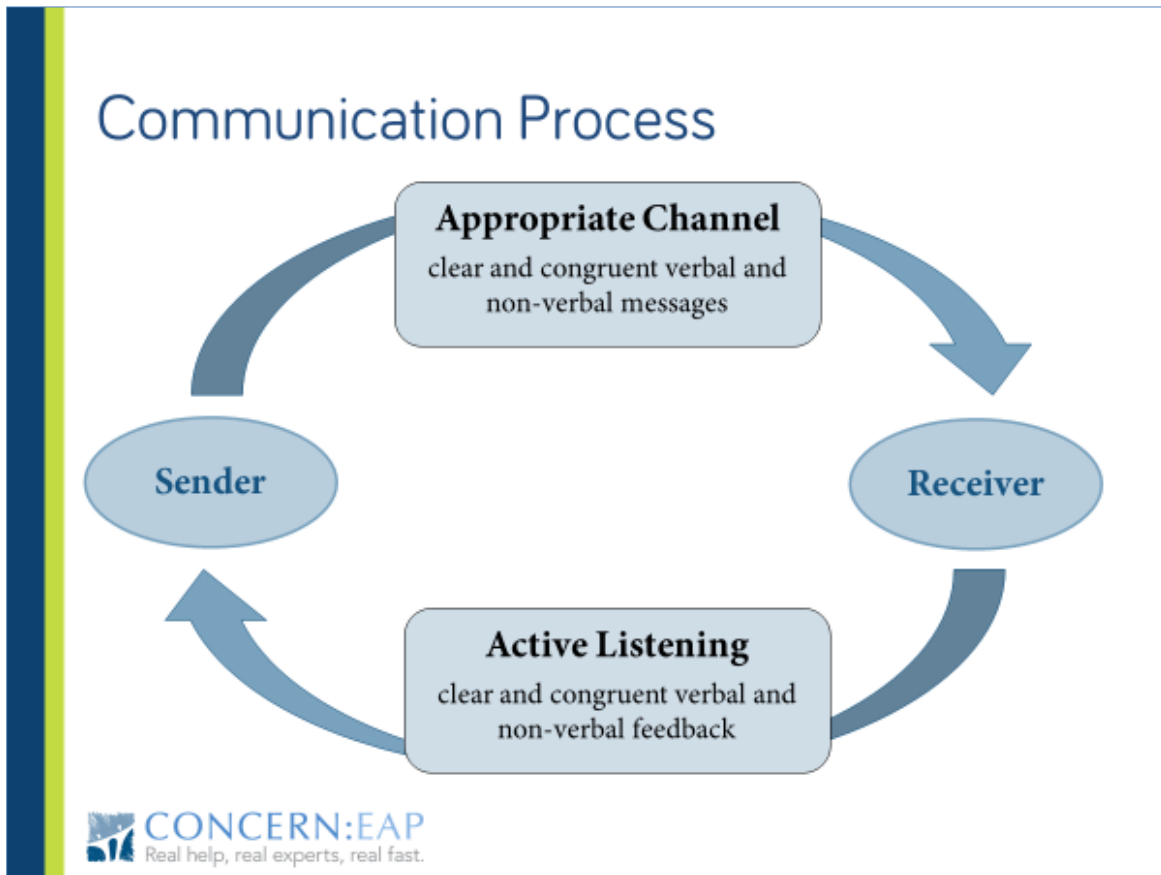 Communication Process
Appropriate Channel
clear and congruent verbal and
non-verbal messages
Sender
Receiver
Active Listening
clear and congruent verbal and
non-verbal feedback
CONCERN:EAP
Real help, real experts, real fast.